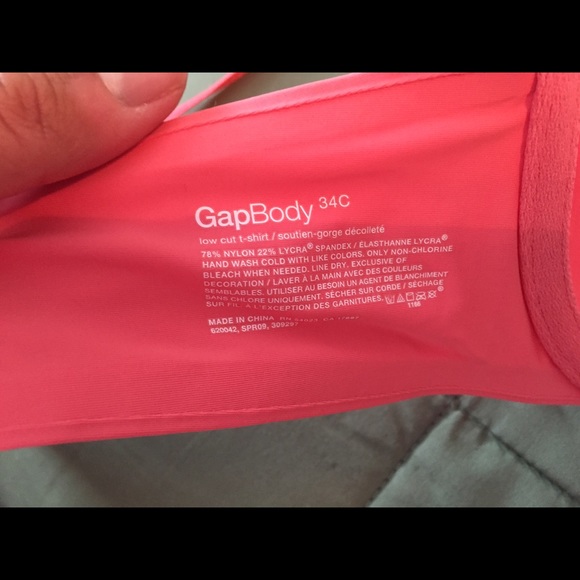 GapBody 34C
low cut t-shirt / soutien-gorge décolleté
78% NYLON 22% LYCRA® SPANDEX / ÉLASTHANNE LYCRA®
HAND WASH COLD WITH LIKE COLORS. ONLY NON-CHLORINE
BLEACH WHEN NEEDED. LINE DRY. EXCLUSIVE OF
DECORATION / LAVER À LA MAIN AVEC DES COULEURS
SEMBLABLES. UTILISER AU BESOIN UN AGENT DE BLANCHIMENT
SANS CHLORE UNIQUEMENT. SÉCHER SUR CORDE / SÉCHAGE
SUR FIL. À L'EXCEPTION DES GARNITURES.
1186
MADE IN CHINA.
620042, SPR09,